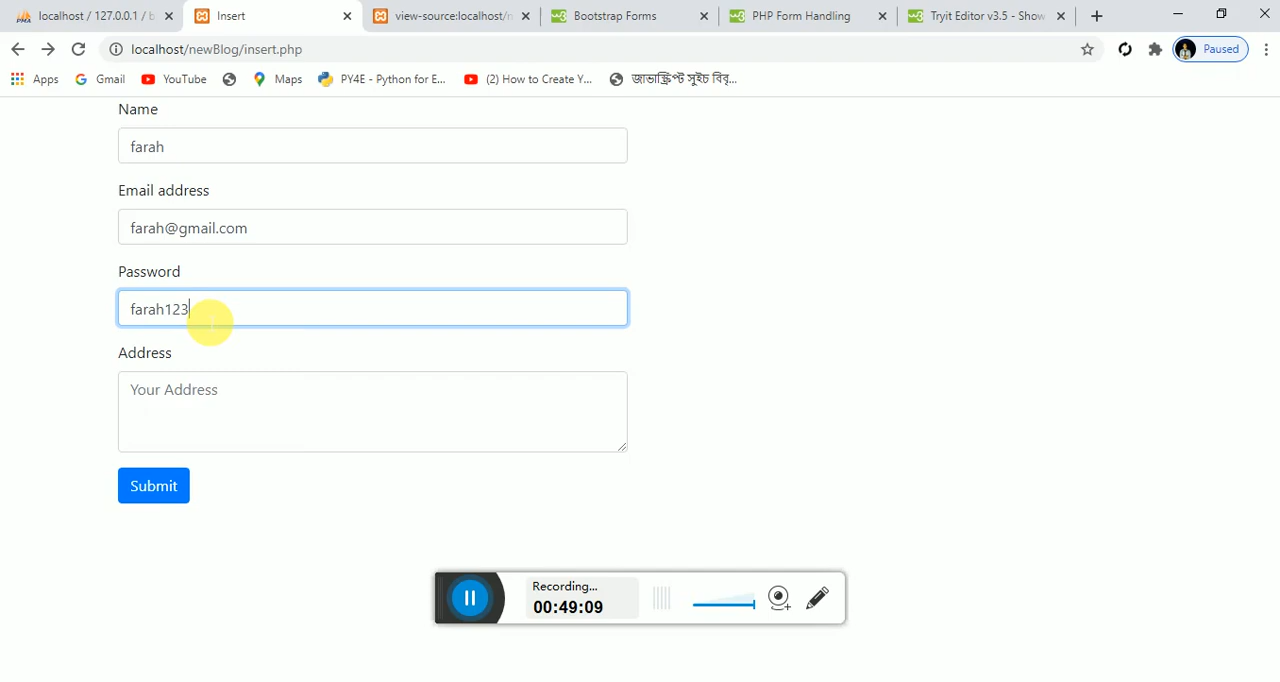 localhost / 127.0.0.1 / b
Insert
view-source:localhost/n
Bootstrap Forms
PHP Form Handling
Tryit Editor v3.5 - Show
localhost/newBlog/insert.php
Paused
Apps
Gmail
YouTube
Maps
PY4E - Python for E...
(2) How to Create Y...
জাভাস্ক্রিপ্ট সুইচ বিবৃ...
Name
farah
Email address
farah@gmail.com
Password
farah123
Address
Your Address
Submit
Recording...
00:49:09